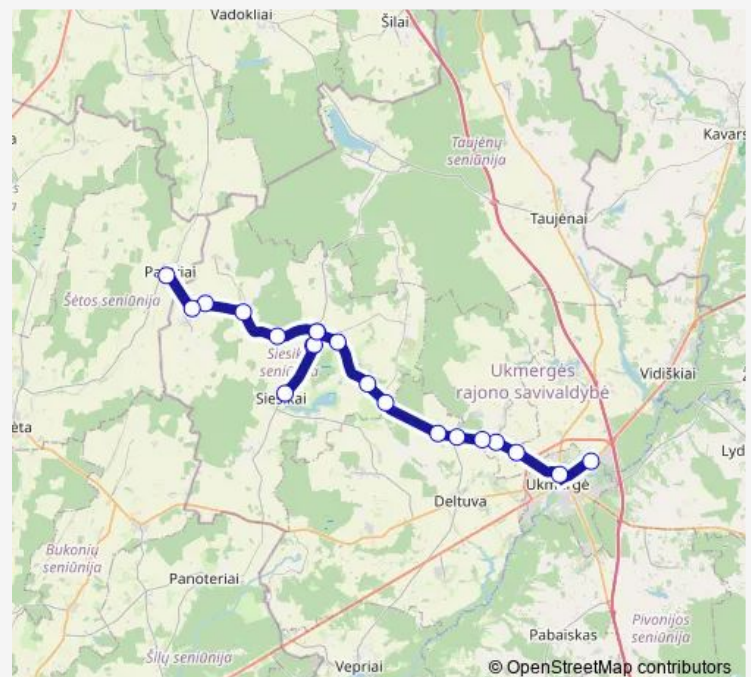 Vadokliai
Šilai
Kavars
Taujėnų
seniūnija
Taujėnai
Šėtos seniūnija
Ukmergės
rajono savivaldybė
Vidiškiai
Siesikai
ėta
Lyd
Ukmergė
Deltuva
Bukonių
seniūnija
Panoteriai
Pivonijos
seniūnija
Pabaiskas
Šilų seniūnija
Vepriai
© OpenStreetMap contributors